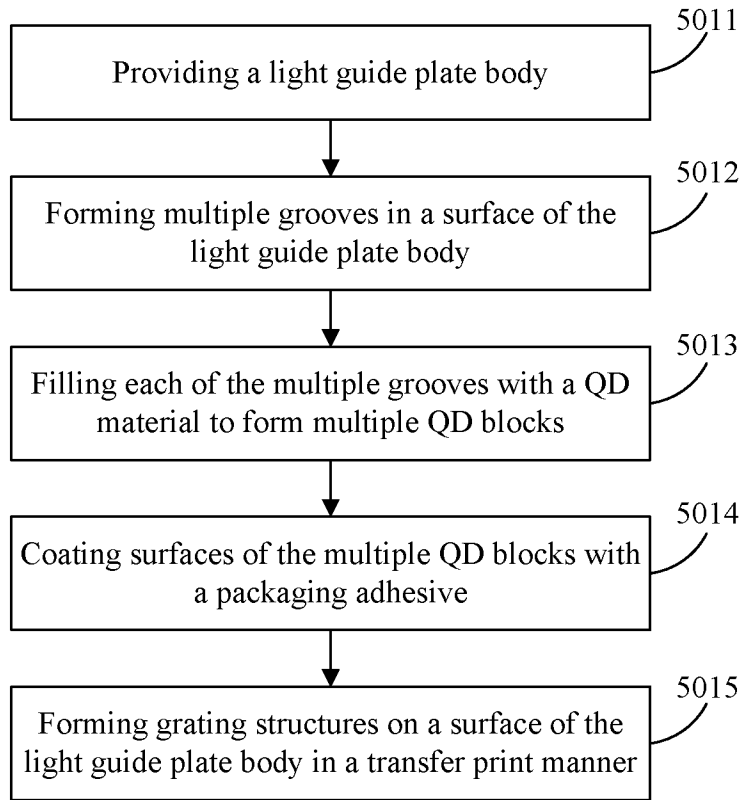 5011
Providing a light guide plate body
5012
Forming multiple grooves in a surface of the
light guide plate body
5013
Filling each of the multiple grooves with a QD
material to form multiple QD blocks
5014
Coating surfaces of the multiple QD blocks with
a packaging adhesive
5015
Forming grating structures on a surface of the
light guide plate body in a transfer print manner